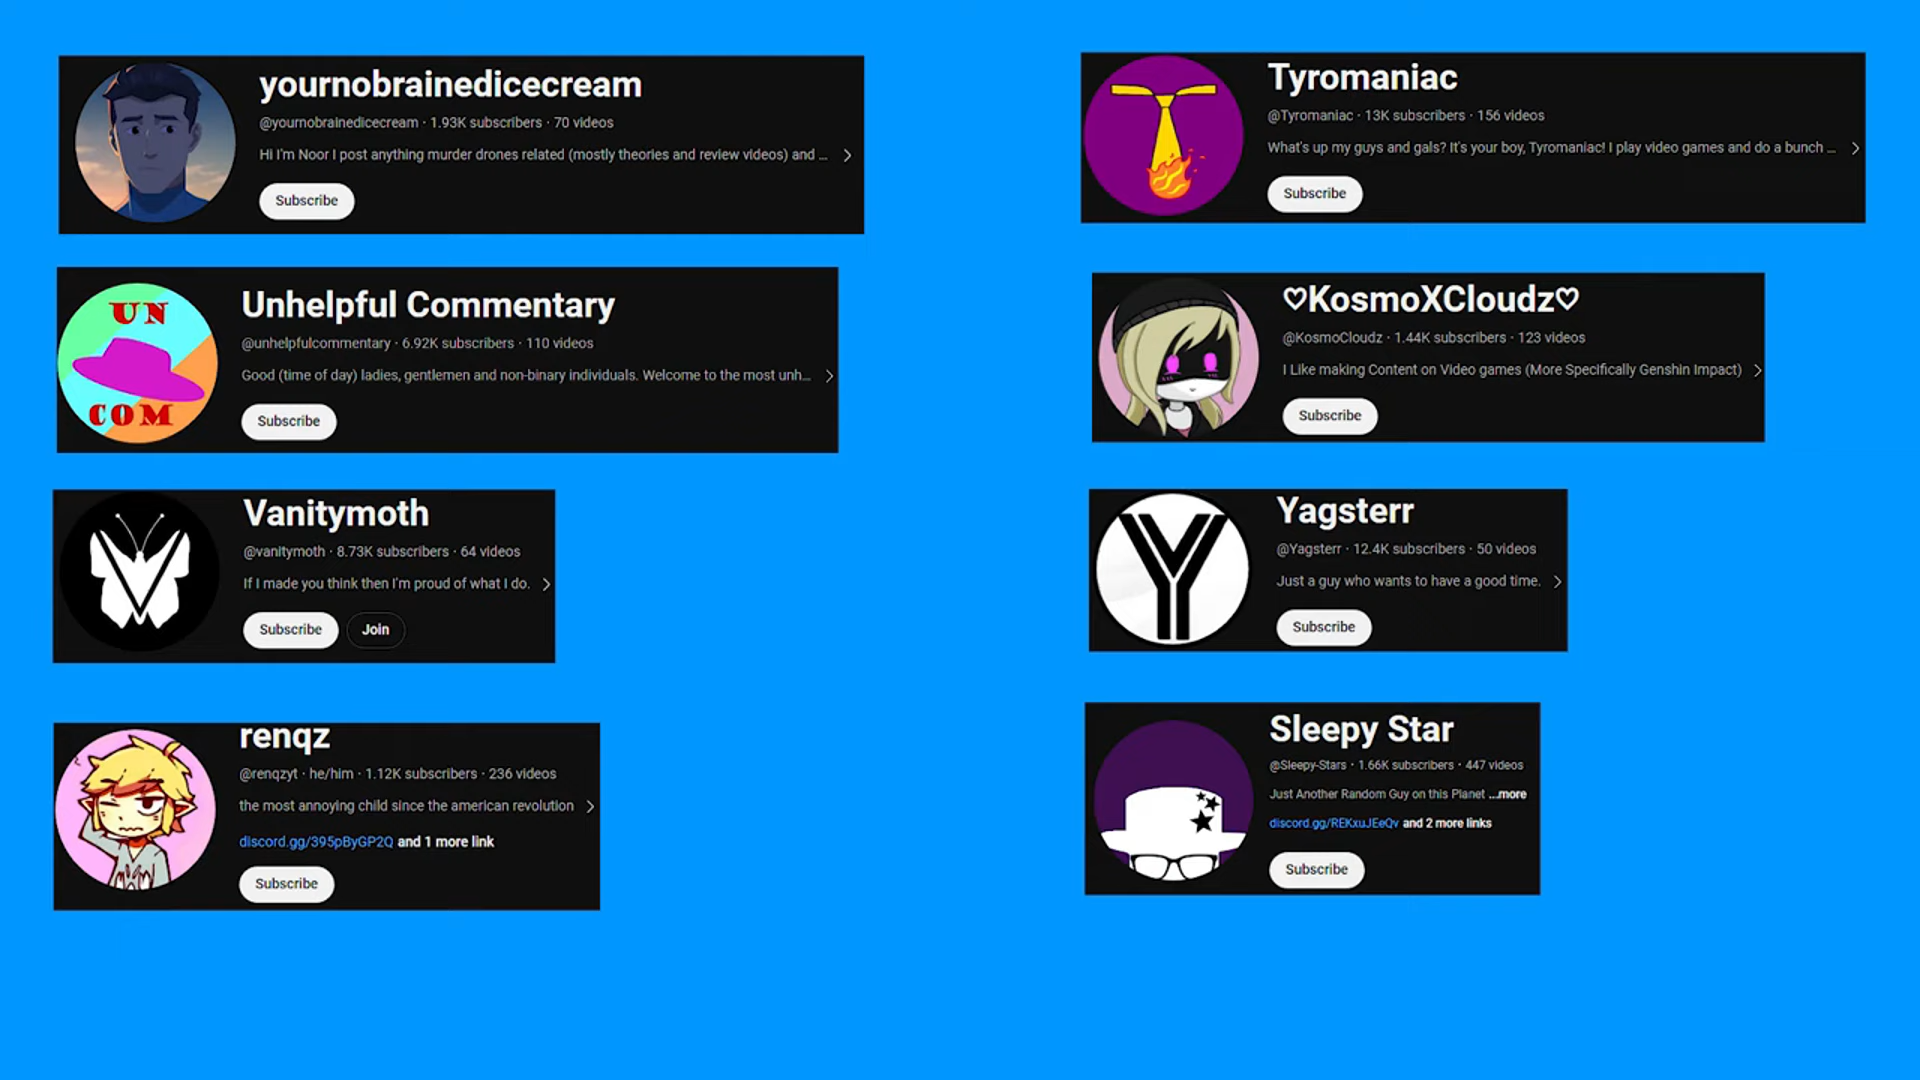 yournobrainedicecream
@yournobrainedicecream · 1.93K subscribers · 70 videos
Hi I'm Noor I post anything murder drones related (mostly theories and review videos) and ...
Subscribe
UN
COM
Unhelpful Commentary
@unhelpfulcommentary · 6.92K subscribers · 110 videos
Good (time of day) ladies, gentlemen and non-binary individuals. Welcome to the most unh...
Subscribe
Vanitymoth
@vanitymoth · 8.73K subscribers · 64 videos
If I made you think then I'm proud of what I do.
Subscribe Join
renqz
@renqzyt · he/him · 1.12K subscribers · 236 videos
the most annoying child since the american revolution
discord.gg/395pByGP2Q and 1 more link
Subscribe
Tyromaniac
@Tyromaniac · 13K subscribers · 156 videos
What's up my guys and gals? It's your boy, Tyromaniac! I play video games and do a bunch ...
Subscribe
♡KosmoXCloudz♡
@KosmoCloudz · 1.44K subscribers · 123 videos
I Like making Content on Video games (More Specifically Genshin Impact)
Subscribe
Y
Yagsterr
@Yagsterr · 12.4K subscribers · 50 videos
Just a guy who wants to have a good time.
Subscribe
Sleepy Star
@Sleepy-Stars · 1.66K subscribers · 447 videos
Just Another Random Guy on this Planet ...more
discord.gg/REKxuJEeQv and 2 more links
Subscribe